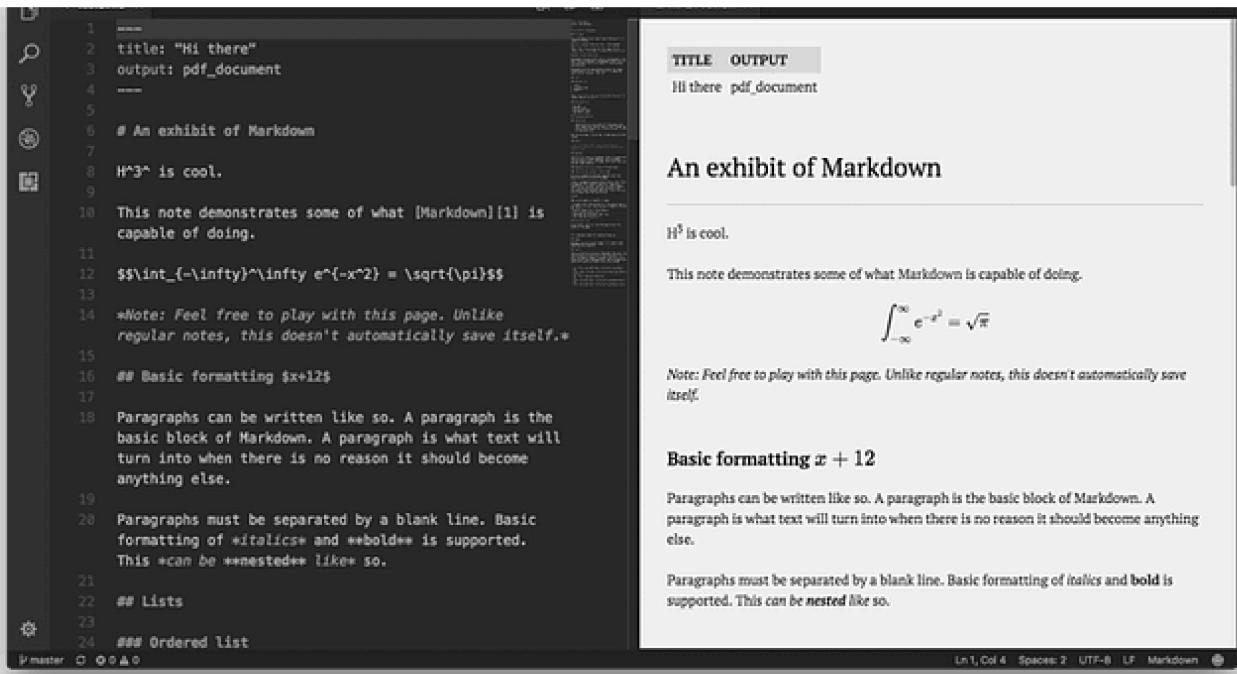 1 ---
2 title: "Hi there"
3 output: pdf_document
4 ---
5
6 # An exhibit of Markdown
7
8 H^3^ is cool.
9
10 This note demonstrates some of what [Markdown][1] is
capable of doing.
11
12 $$\int_{-\infty}^\infty e^{-x^2} = \sqrt{\pi}$$
13
14 *Note: Feel free to play with this page. Unlike
regular notes, this doesn't automatically save itself.*
15
16 ## Basic formatting $x+12$
17
18 Paragraphs can be written like so. A paragraph is the
basic block of Markdown. A paragraph is what text will
turn into when there is no reason it should become
anything else.
19
20 Paragraphs must be separated by a blank line. Basic
formatting of *italics* and **bold** is supported.
This *can be **nested** like* so.
21
22 ## Lists
23
24 ### Ordered list
TITLE OUTPUT
Hi there pdf_document
An exhibit of Markdown
H³ is cool.
This note demonstrates some of what Markdown is capable of doing.
∫_{-∞}^{∞} e^{-x²} = √π
Note: Feel free to play with this page. Unlike regular notes, this doesn't automatically save
itself.
Basic formatting x + 12
Paragraphs can be written like so. A paragraph is the basic block of Markdown. A
paragraph is what text will turn into when there is no reason it should become anything
else.
Paragraphs must be separated by a blank line. Basic formatting of italics and bold is
supported. This can be nested like so.
master 0 0 Ln 1, Col 4 Spaces: 2 UTF-8 LF Markdown